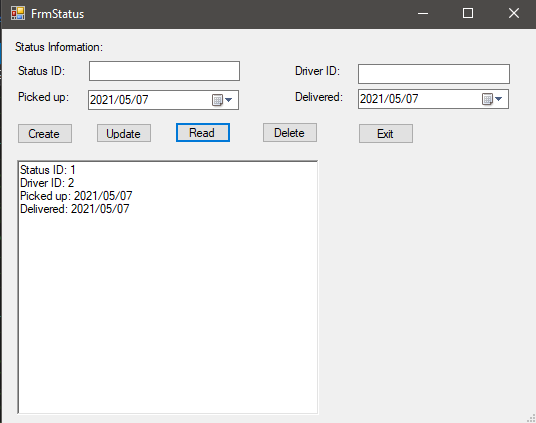 FrmStatus
Status Information:
Status ID:
Driver ID:
Picked up: 2021/05/07
Delivered: 2021/05/07
Create Update Read Delete Exit
Status ID: 1
Driver ID: 2
Picked up: 2021/05/07
Delivered: 2021/05/07